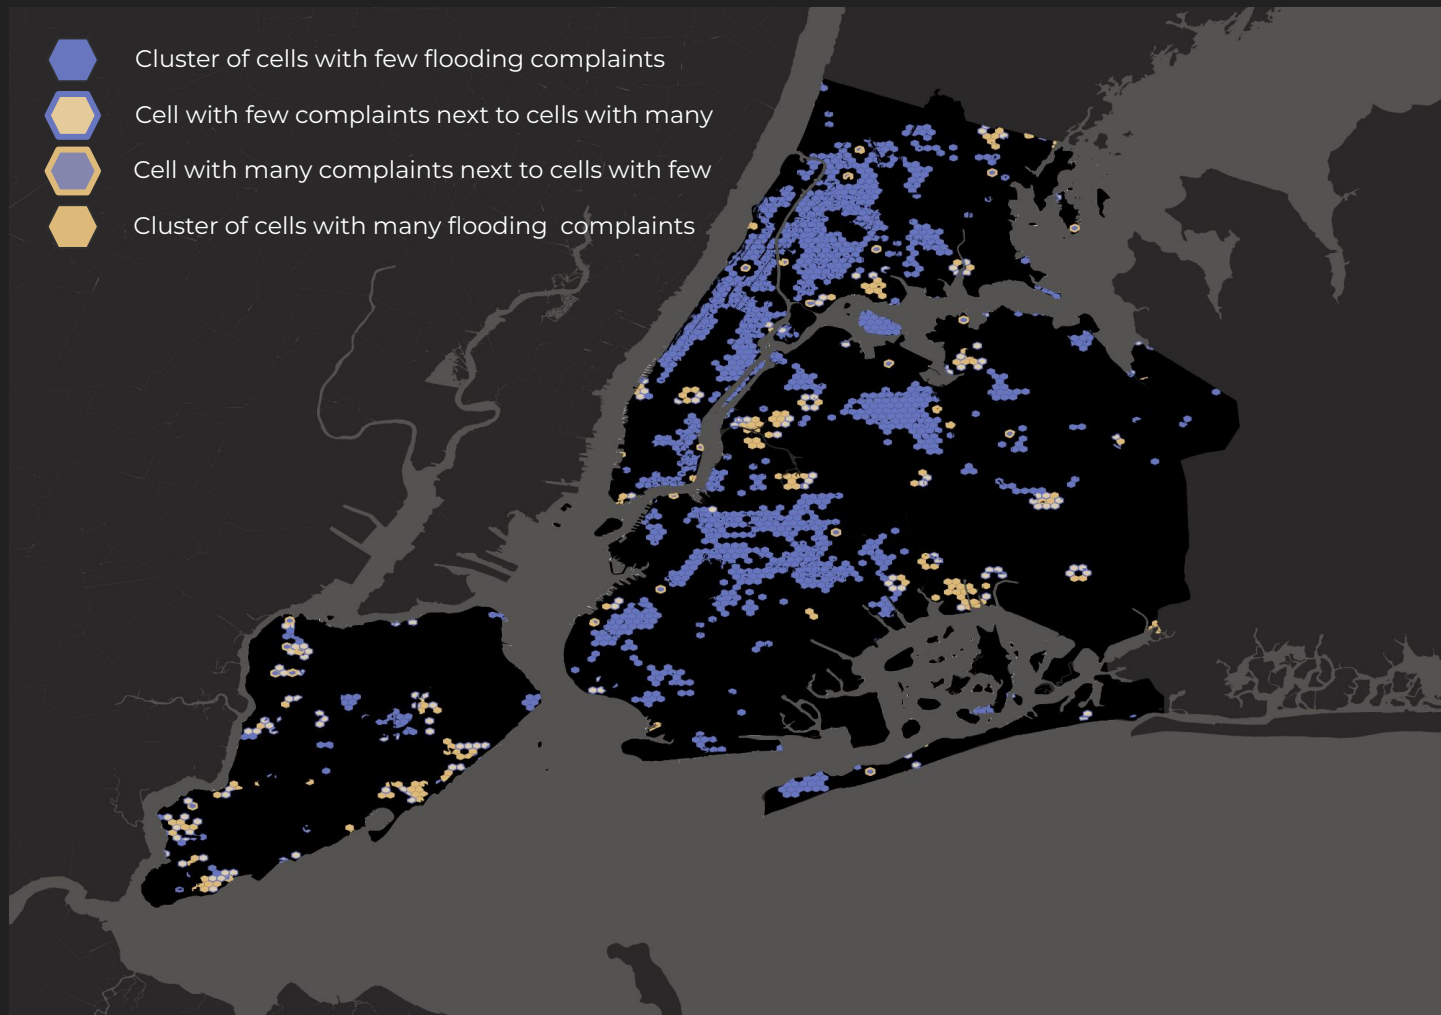 Cluster of cells with few flooding complaints
Cell with few complaints next to cells with many
Cell with many complaints next to cells with few
Cluster of cells with many flooding  complaints